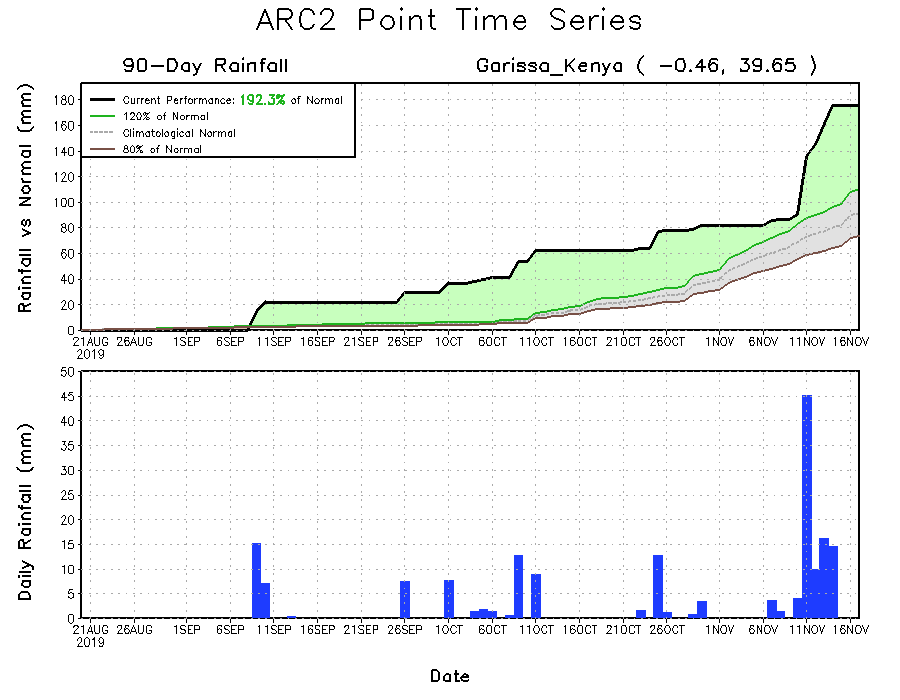 ARC2 Point Time Series
90-Day Rainfall
Garissa_Kenya ( -0.46, 39.65 )
Rainfall vs Normal (mm)
Current Performance: 192.3% of Normal
120% of Normal
Climatological Normal
80% of Normal
180
160
140
120
100
80
60
40
20
0
21AUG 26AUG 1SEP 6SEP 11SEP 16SEP 21SEP 26SEP 1OCT 6OCT 11OCT 16OCT 21OCT 26OCT 1NOV 6NOV 11NOV 16NOV
2019
Daily Rainfall (mm)
50
45
40
35
30
25
20
15
10
5
0
21AUG 26AUG 1SEP 6SEP 11SEP 16SEP 21SEP 26SEP 1OCT 6OCT 11OCT 16OCT 21OCT 26OCT 1NOV 6NOV 11NOV 16NOV
2019
Date